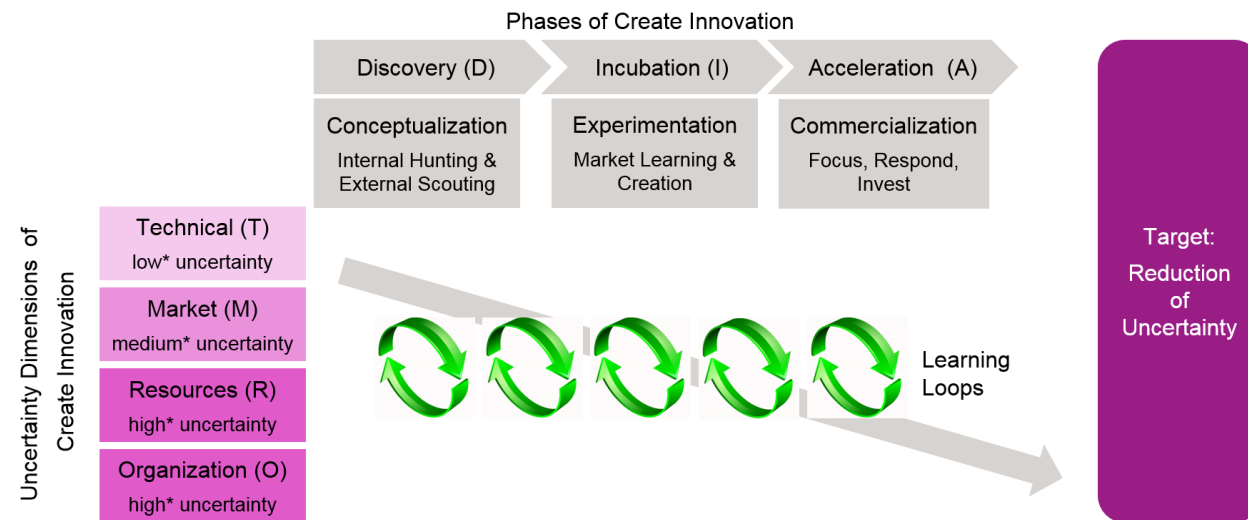 Phases of Create Innovation
Discovery (D)
Incubation (I)
Acceleration (A)
Conceptualization
Internal Hunting &
External Scouting
Experimentation
Market Learning &
Creation
Commercialization
Focus, Respond,
Invest
Uncertainty Dimensions of
Create Innovation
Technical (T)
low* uncertainty
Market (M)
medium* uncertainty
Resources (R)
high* uncertainty
Organization (O)
high* uncertainty
Learning
Loops
Target:
Reduction
of
Uncertainty